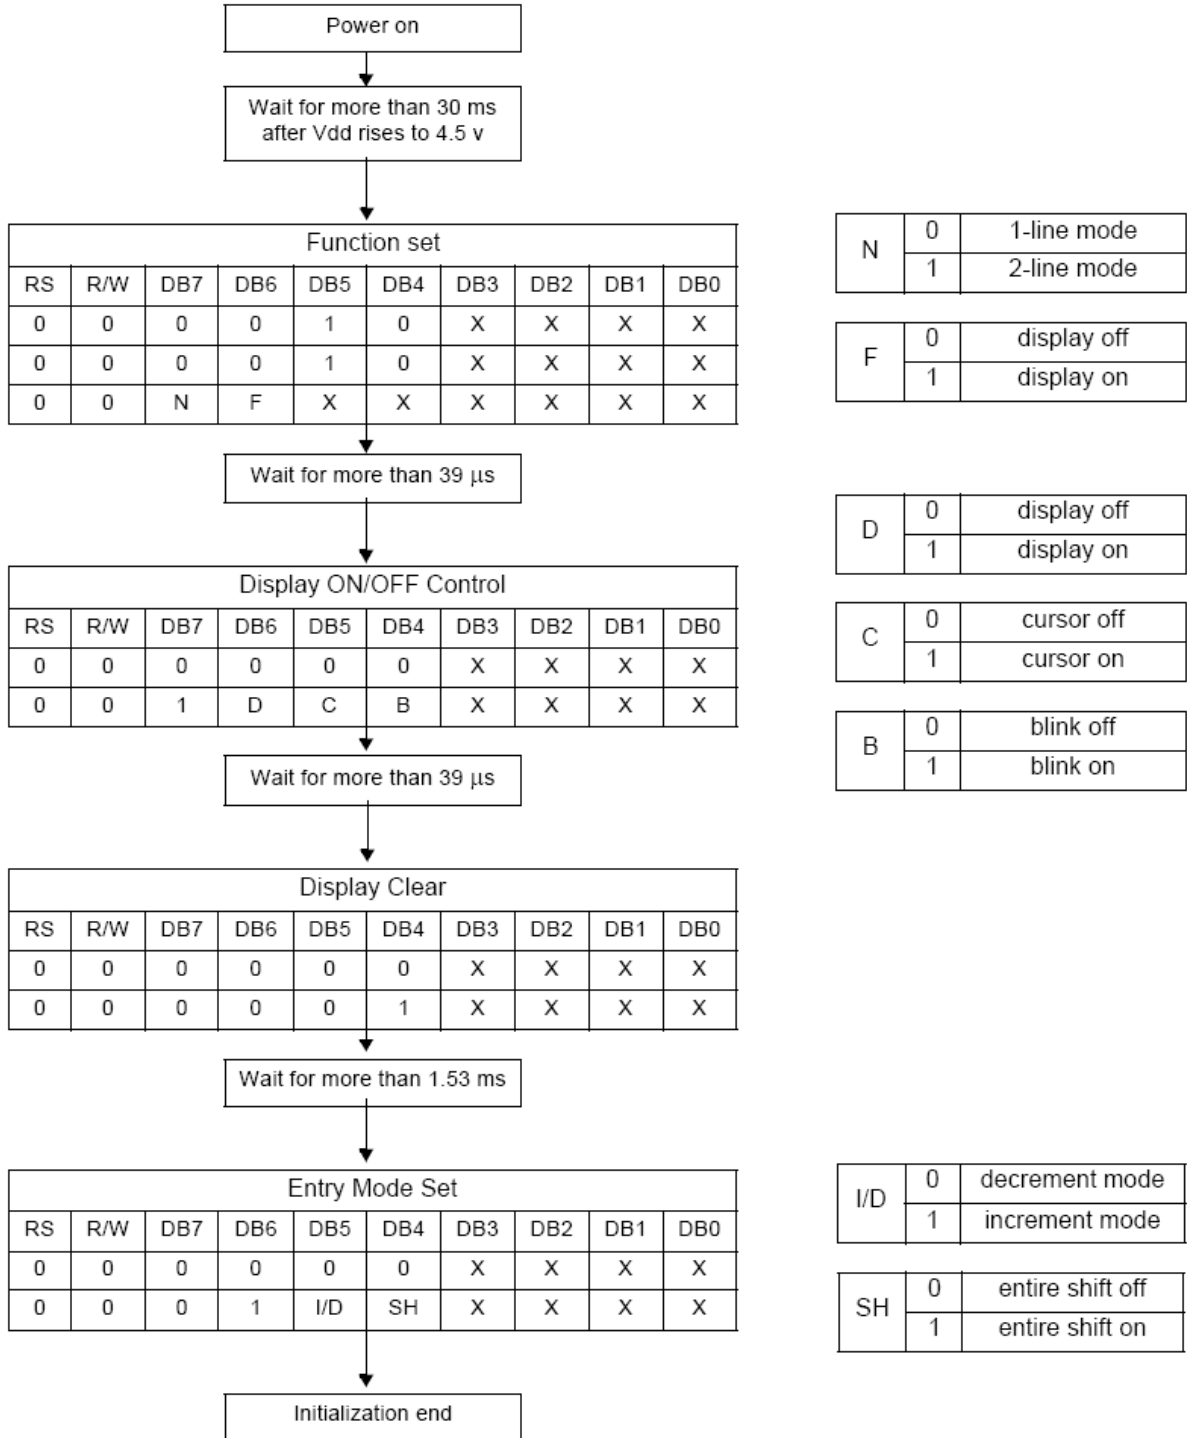 Power on
Wait for more than 30 ms
after Vdd rises to 4.5 v
Function set
RS R/W DB7 DB6 DB5 DB4 DB3 DB2 DB1 DB0
0 0 0 0 1 0 X X X X
0 0 0 0 1 0 X X X X
0 0 N F X X X X X X
N 0 1-line mode
1 2-line mode
F 0 display off
1 display on
Wait for more than 39 μs
Display ON/OFF Control
RS R/W DB7 DB6 DB5 DB4 DB3 DB2 DB1 DB0
0 0 0 0 0 0 X X X X
0 0 1 D C B X X X X
D 0 display off
1 display on
C 0 cursor off
1 cursor on
B 0 blink off
1 blink on
Wait for more than 39 μs
Display Clear
RS R/W DB7 DB6 DB5 DB4 DB3 DB2 DB1 DB0
0 0 0 0 0 0 X X X X
0 0 0 0 0 1 X X X X
Wait for more than 1.53 ms
Entry Mode Set
RS R/W DB7 DB6 DB5 DB4 DB3 DB2 DB1 DB0
0 0 0 0 0 0 X X X X
0 0 0 1 I/D SH X X X X
I/D 0 decrement mode
1 increment mode
SH 0 entire shift off
1 entire shift on
Initialization end